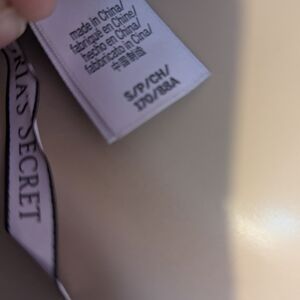 made in China/
fabriqué en Chine/
hecho en China/
fabricado in Cina/
中国制造
S/P/CH/
170/88A
RIA'S SECRET